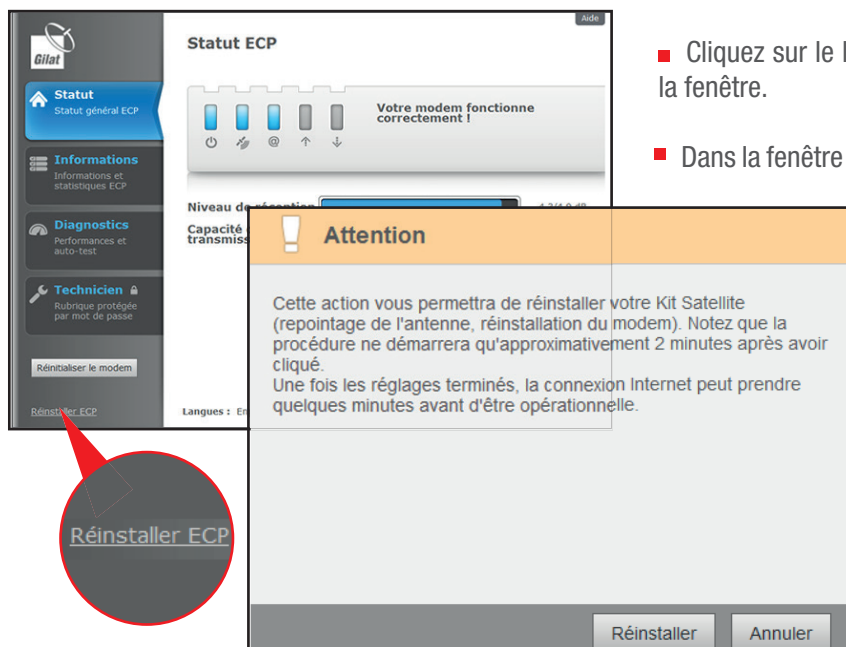 Aide
Gilat
Statut ECP
Cliquez sur le
la fenêtre.
Dans la fenêtre
Statut
Statut général ECP
Votre modem fonctionne
correctement !
Informations
Informations et
statistiques ECP
Niveau de réception
Capacité
Diagnostics
Performances et
auto-test
Technicien
Rubrique protégée
par mot de passe
Réinitialiser le modem
Réinstaller ECP
Langues :
Attention
Cette action vous permettra de réinstaller votre Kit Satellite
(repointage de l'antenne, réinstallation du modem). Notez que la
procédure ne démarrera qu'approximativement 2 minutes après avoir
cliqué.
Une fois les réglages terminés, la connexion Internet peut prendre
quelques minutes avant d'être opérationnelle.
Réinstaller ECP
Réinstaller
Annuler